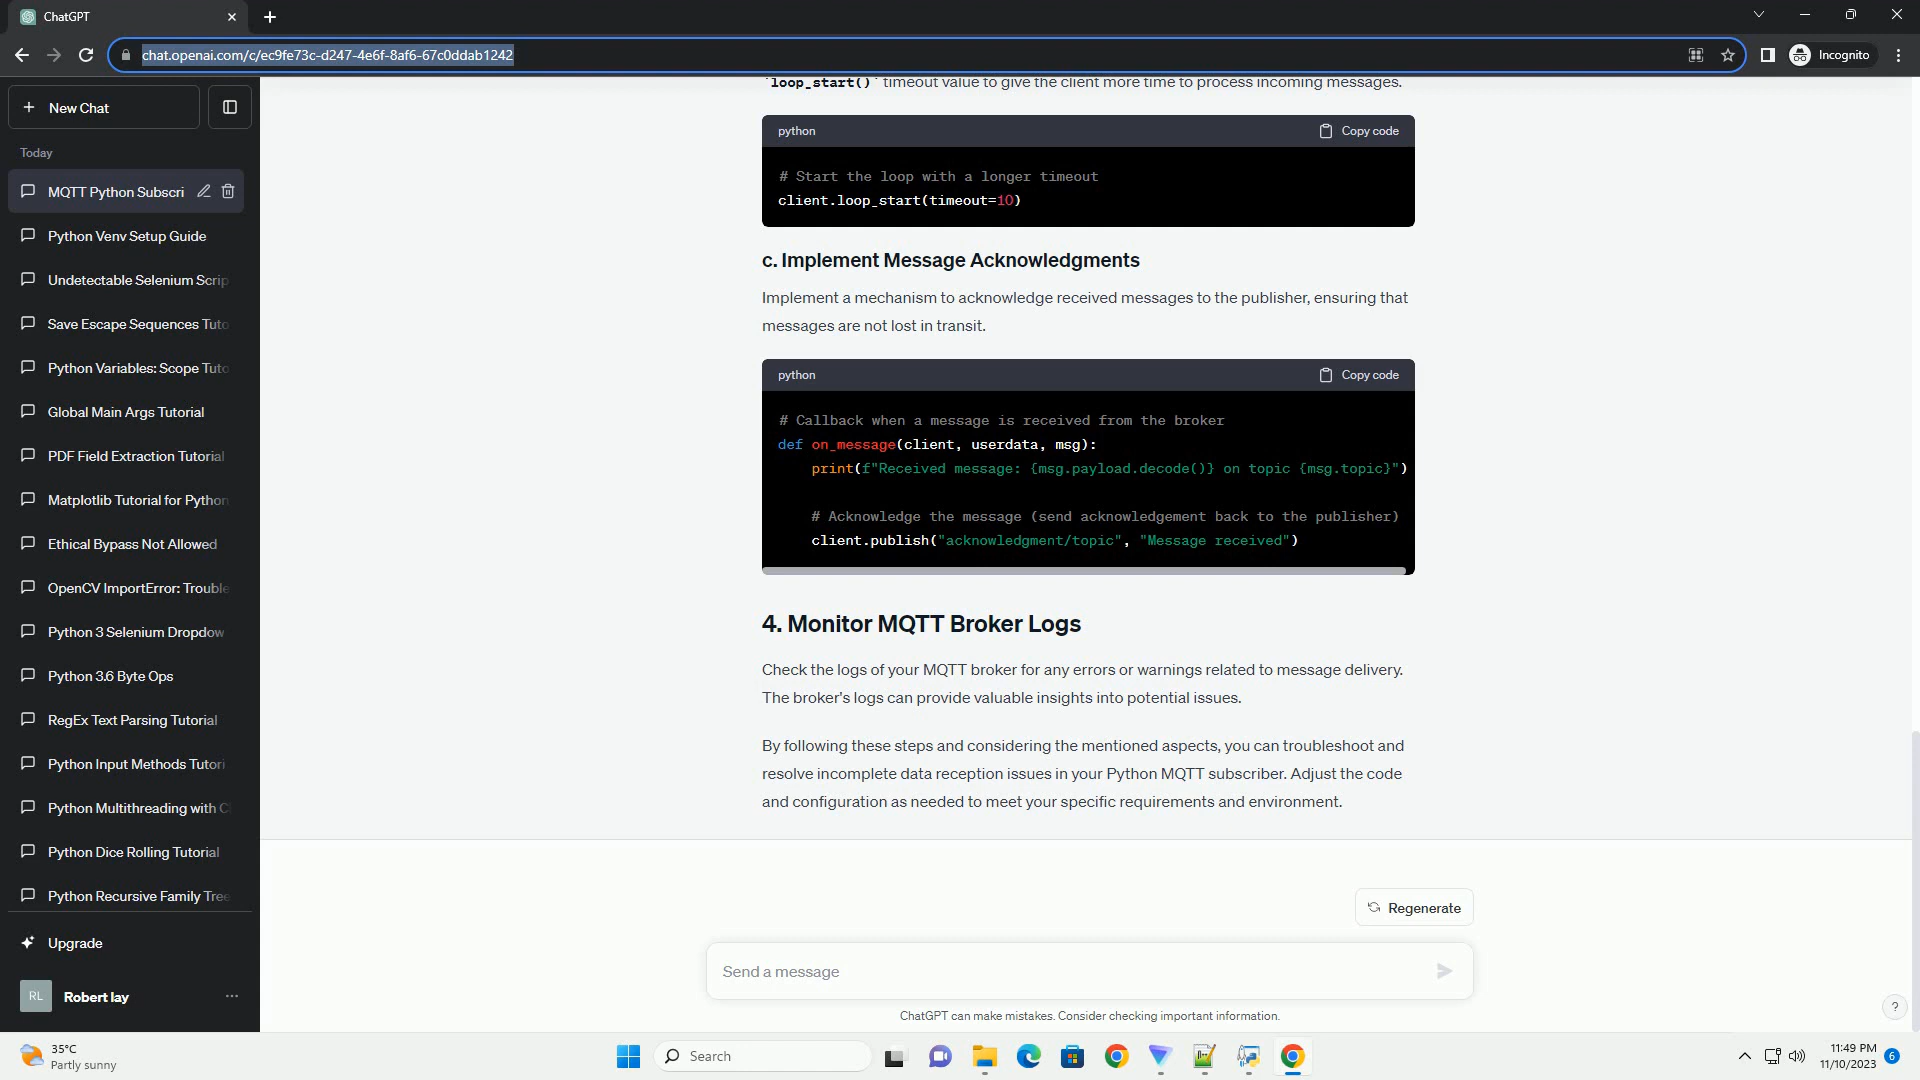 ChatGPT
chat.openai.com/c/ec9fe73c-d247-4e6f-8af6-67c0ddab1242
Incognito
New Chat
Today
MQTT Python Subscri
Python Venv Setup Guide
Undetectable Selenium Scrip
Save Escape Sequences Tuto
Python Variables: Scope Tuto
Global Main Args Tutorial
PDF Field Extraction Tutorial
Matplotlib Tutorial for Python
Ethical Bypass Not Allowed
OpenCV ImportError: Trouble
Python 3 Selenium Dropdow
Python 3.6 Byte Ops
RegEx Text Parsing Tutorial
Python Input Methods Tutori
Python Multithreading with C
Python Dice Rolling Tutorial
Python Recursive Family Tree
Upgrade
RL Robert lay
`loop_start()` timeout value to give the client more time to process incoming messages.
python Copy code
# Start the loop with a longer timeout
client.loop_start(timeout=10)
c. Implement Message Acknowledgments
Implement a mechanism to acknowledge received messages to the publisher, ensuring that
messages are not lost in transit.
python Copy code
# Callback when a message is received from the broker
def on_message(client, userdata, msg):
print(f"Received message: {msg.payload.decode()} on topic {msg.topic}")
# Acknowledge the message (send acknowledgement back to the publisher)
client.publish("acknowledgment/topic", "Message received")
4. Monitor MQTT Broker Logs
Check the logs of your MQTT broker for any errors or warnings related to message delivery.
The broker's logs can provide valuable insights into potential issues.
By following these steps and considering the mentioned aspects, you can troubleshoot and
resolve incomplete data reception issues in your Python MQTT subscriber. Adjust the code
and configuration as needed to meet your specific requirements and environment.
Regenerate
Send a message
ChatGPT can make mistakes. Consider checking important information.
?
35°C
Partly sunny
Search
11:49 PM
11/10/2023
6